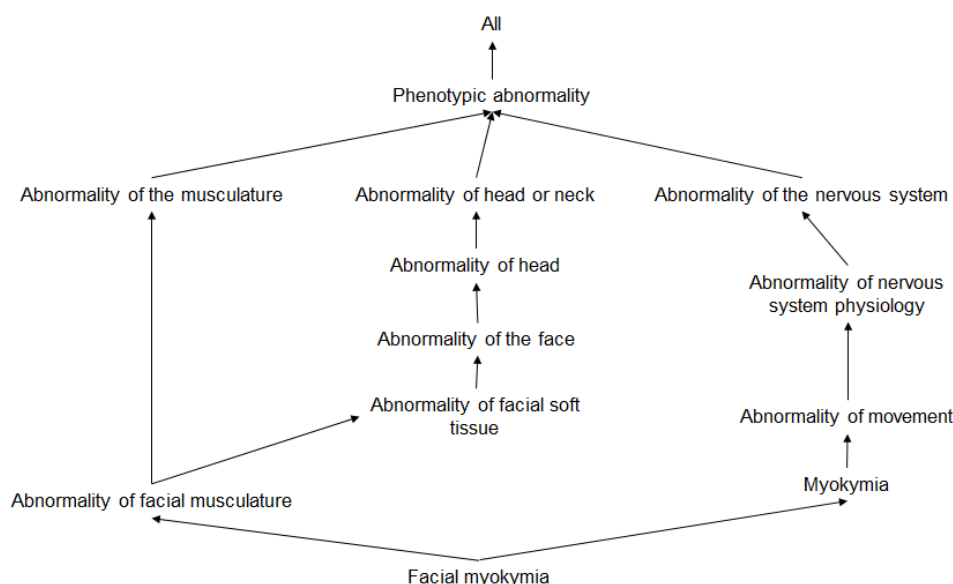 All
Phenotypic abnormality
Abnormality of the musculature
Abnormality of head or neck
Abnormality of the nervous system
Abnormality of head
Abnormality of nervous
system physiology
Abnormality of the face
Abnormality of facial soft
tissue
Abnormality of movement
Abnormality of facial musculature
Myokymia
Facial myokymia